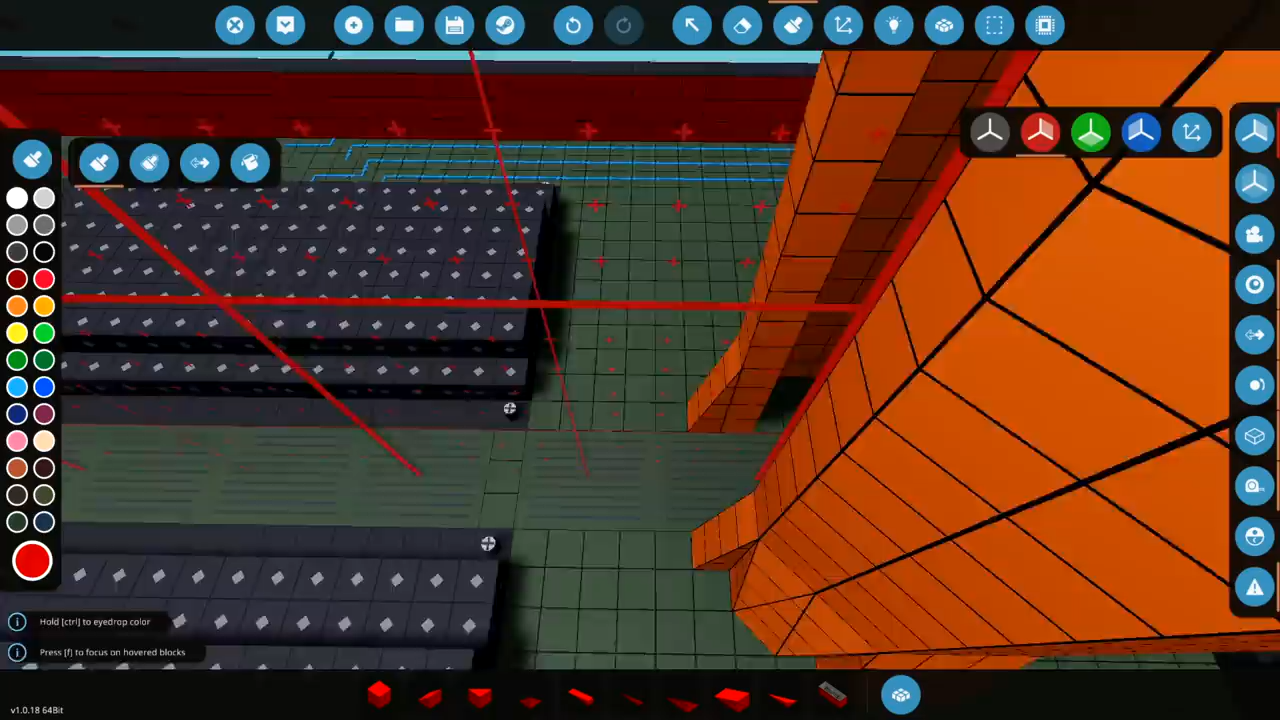 Hold [ctrl] to eyedrop color
Press [f] to focus on hovered blocks
v1.0.18 64Bit